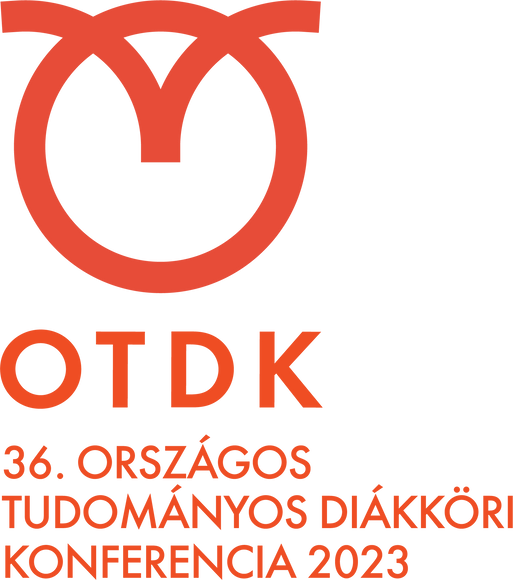 OTDK
36. ORSZÁGOS
TUDOMÁNYOS DIÁKKÖRI
KONFERENCIA 2023